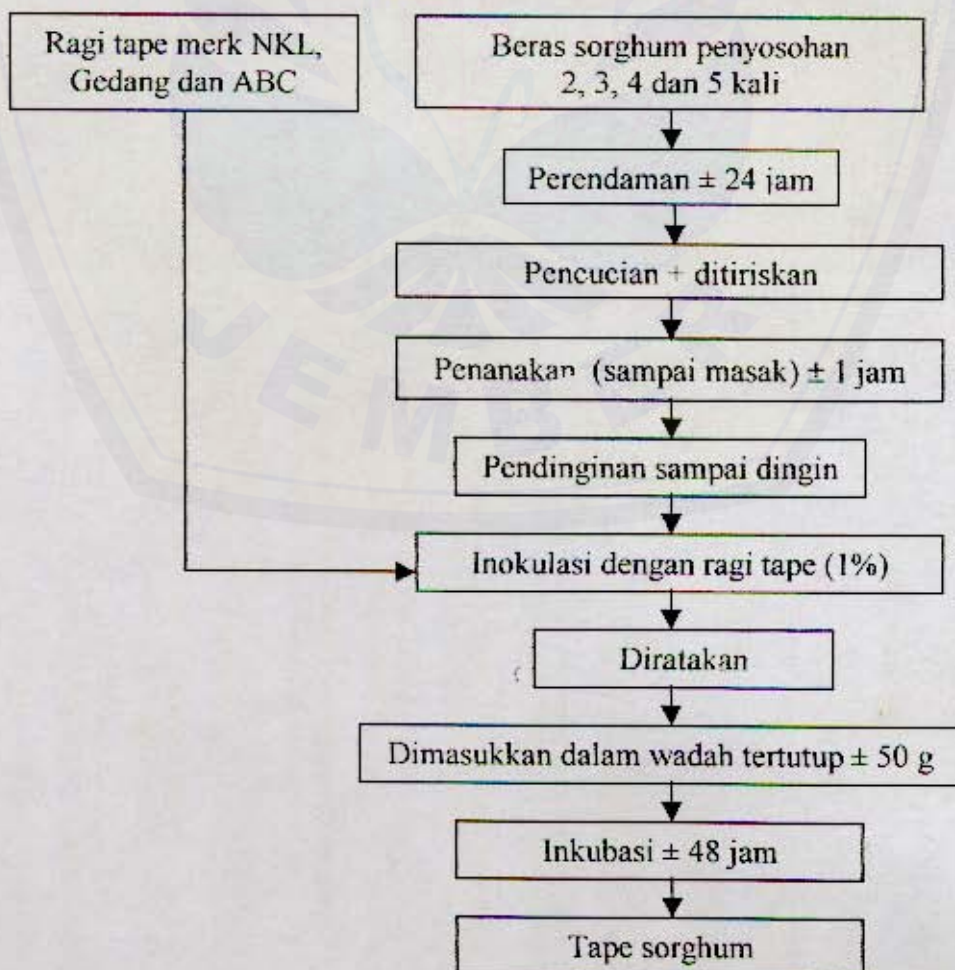 Ragi tape merk NKL,
Gedang dan ABC
Beras sorghum penyosohan
2, 3, 4 dan 5 kali
Perendaman ± 24 jam
Pencucian + ditiriskan
Penanakan (sampai masak) ± 1 jam
Pendinginan sampai dingin
Inokulasi dengan ragi tape (1%)
Diratakan
Dimasukkan dalam wadah tertutup ± 50 g
Inkubasi ± 48 jam
Tape sorghum
JEMBER